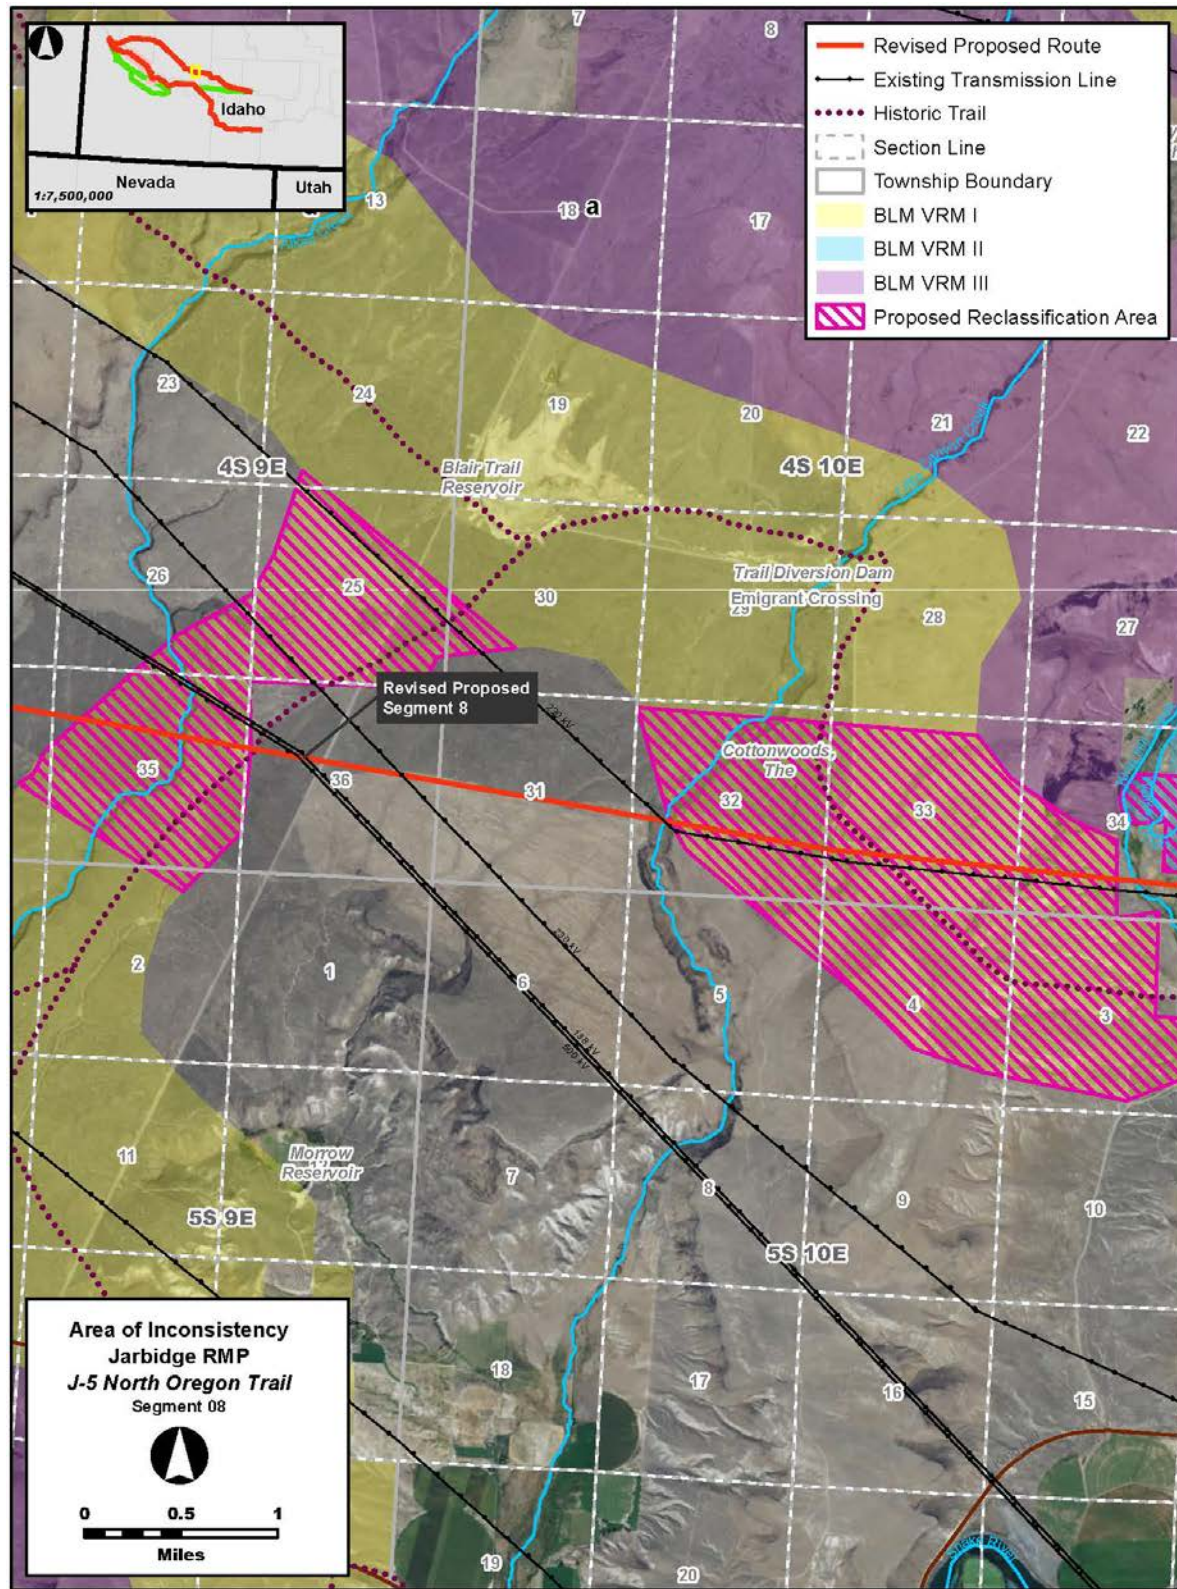 Idaho
Nevada
Utah
1:7,500,000
Revised Proposed Route
Existing Transmission Line
Historic Trail
Section Line
Township Boundary
BLM VRM I
BLM VRM II
BLM VRM III
Proposed Reclassification Area
7
8
13
18 a
17
23
24
19
20
21
22
4S 9E
4S 10E
Blair Trail
Reservoir
26
25
30
Trail Diversion Dam
Emigrant Crossing
29
28
27
Revised Proposed
Segment 8
230 kV
Cottonwoods,
The
35
36
31
32
33
34
2
1
6
5
4
3
138 kV
500 kV
11
Morrow
Reservoir
7
8
9
10
5S 9E
5S 10E
Area of Inconsistency
Jarbidge RMP
J-5 North Oregon Trail
Segment 08
0 0.5 1
Miles
18
17
16
15
19
20
Snake River